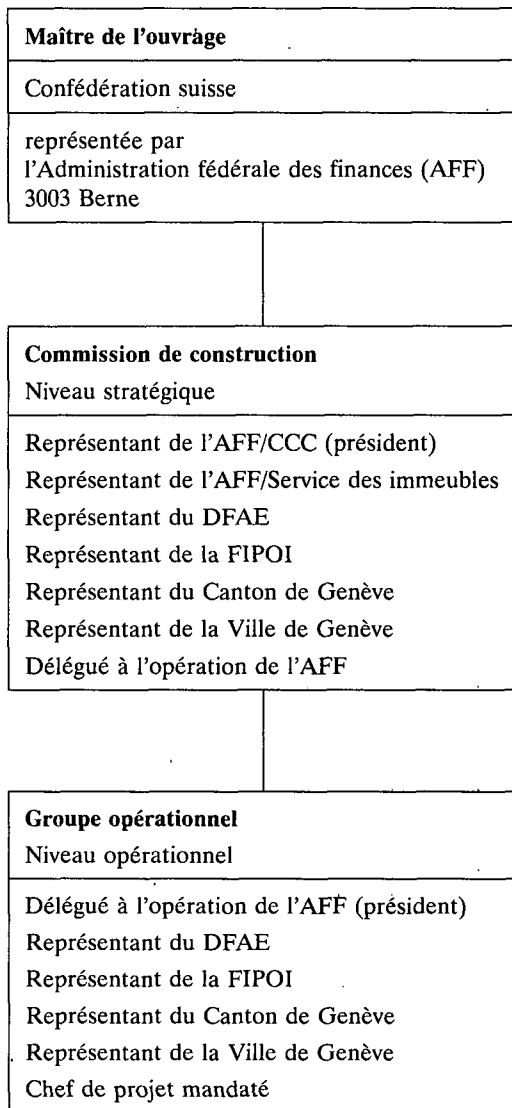 Maître de l'ouvrage
Confédération suisse
représentée par
l'Administration fédérale des finances (AFF)
3003 Berne
Commission de construction
Niveau stratégique
Représentant de l'AFF/CCC (président)
Représentant de l'AFF/Service des immeubles
Représentant du DFAE
Représentant de la FIPOI
Représentant du Canton de Genève
Représentant de la Ville de Genève
Délégué à l'opération de l'AFF
Groupe opérationnel
Niveau opérationnel
Délégué à l'opération de l'AFF (président)
Représentant du DFAE
Représentant de la FIPOI
Représentant du Canton de Genève
Représentant de la Ville de Genève
Chef de projet mandaté